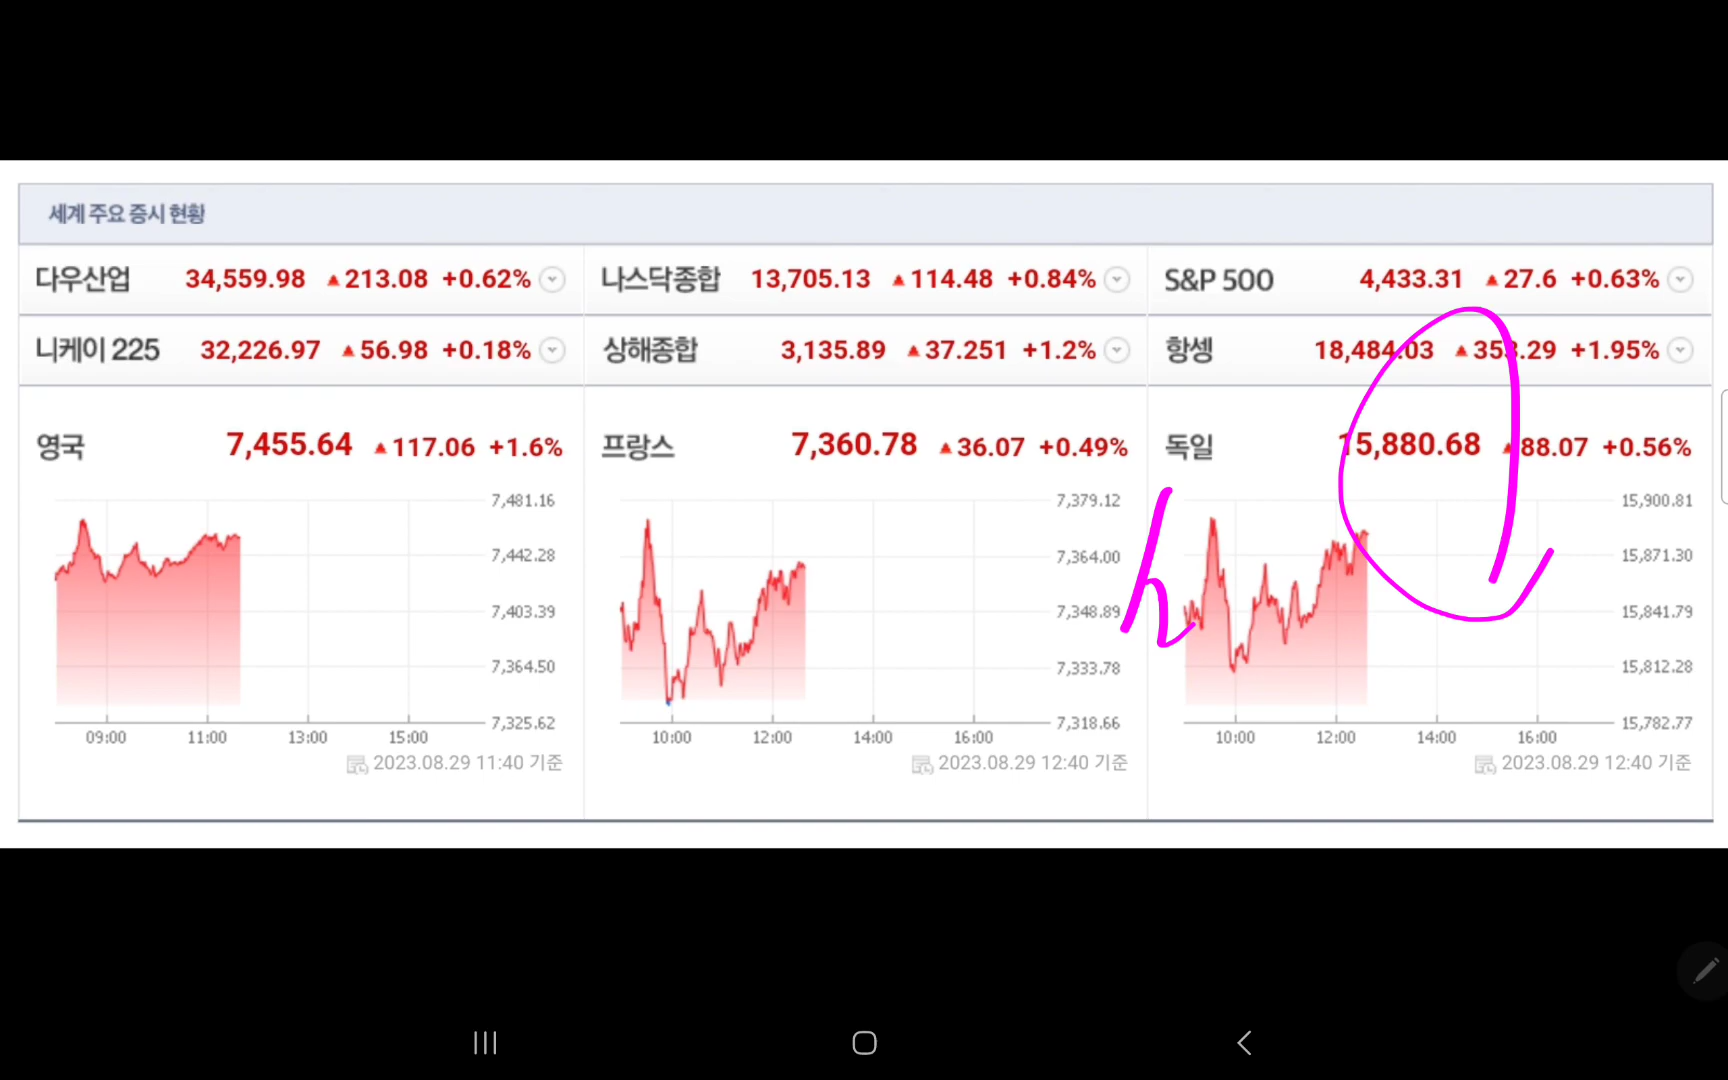 세계 주요 증시 현황
다우산업 34,559.98 ▲213.08 +0.62% 나스닥종합 13,705.13 ▲114.48 +0.84% S&P 500 4,433.31 ▲27.6 +0.63%
니케이 225 32,226.97 ▲56.98 +0.18% 상해종합 3,135.89 ▲37.251 +1.2% 항셍 18,484.03 ▲353.29 +1.95%
영국 7,455.64 ▲117.06 +1.6%
7,481.16
7,442.28
7,403.39
7,364.50
7,325.62
09:00 11:00 13:00 15:00
2023.08.29 11:40 기준
프랑스 7,360.78 ▲36.07 +0.49%
7,379.12
7,364.00
7,348.89
7,333.78
7,318.66
10:00 12:00 14:00 16:00
2023.08.29 12:40 기준
독일 15,880.68 ▲88.07 +0.56%
15,900.81
15,871.30
15,841.79
15,812.28
15,782.77
10:00 12:00 14:00 16:00
2023.08.29 12:40 기준